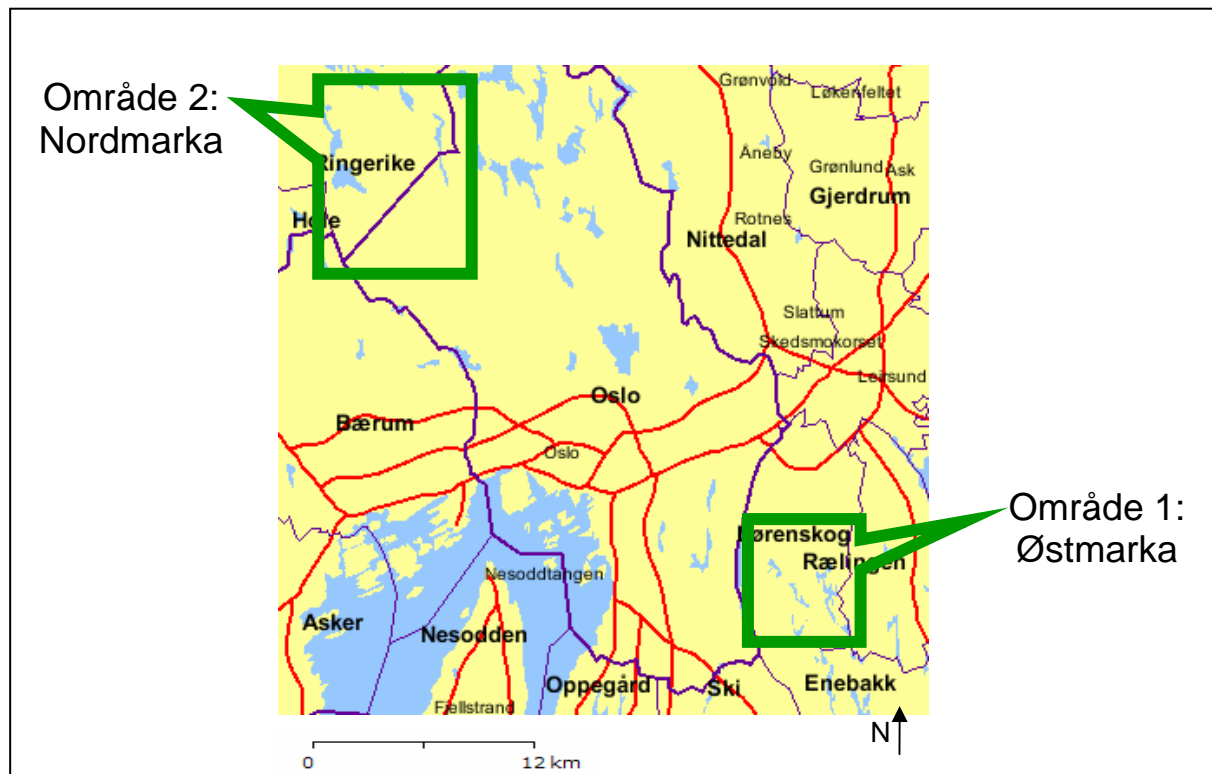 Område 2:
Nordmarka
Grønvold
Løkenfeltet
Åneby
Grønlund
Ask
Ringerike
Gjerdrum
Hole
Rotnes
Nittedal
Slattum
Skedsmokorset
Leirsund
Oslo
Bærum
Oslo
Område 1:
Østmarka
Lørenskog
Rælingen
Nesoddtangen
Asker
Nesodden
Oppegård
Ski
Enebakk
Fjellstrand
N
0
12 km